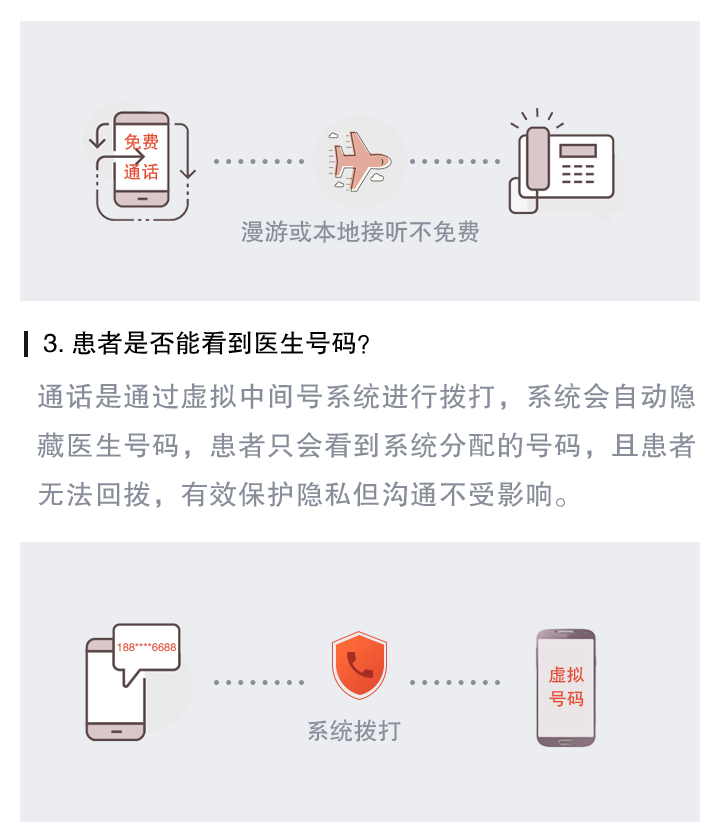 免费
通话
漫游或本地接听不免费
3. 患者是否能看到医生号码?
通话是通过虚拟中间号系统进行拨打，系统会自动隐
藏医生号码，患者只会看到系统分配的号码，且患者
无法回拨，有效保护隐私但沟通不受影响。
188****6688
虚拟
号码
系统拨打